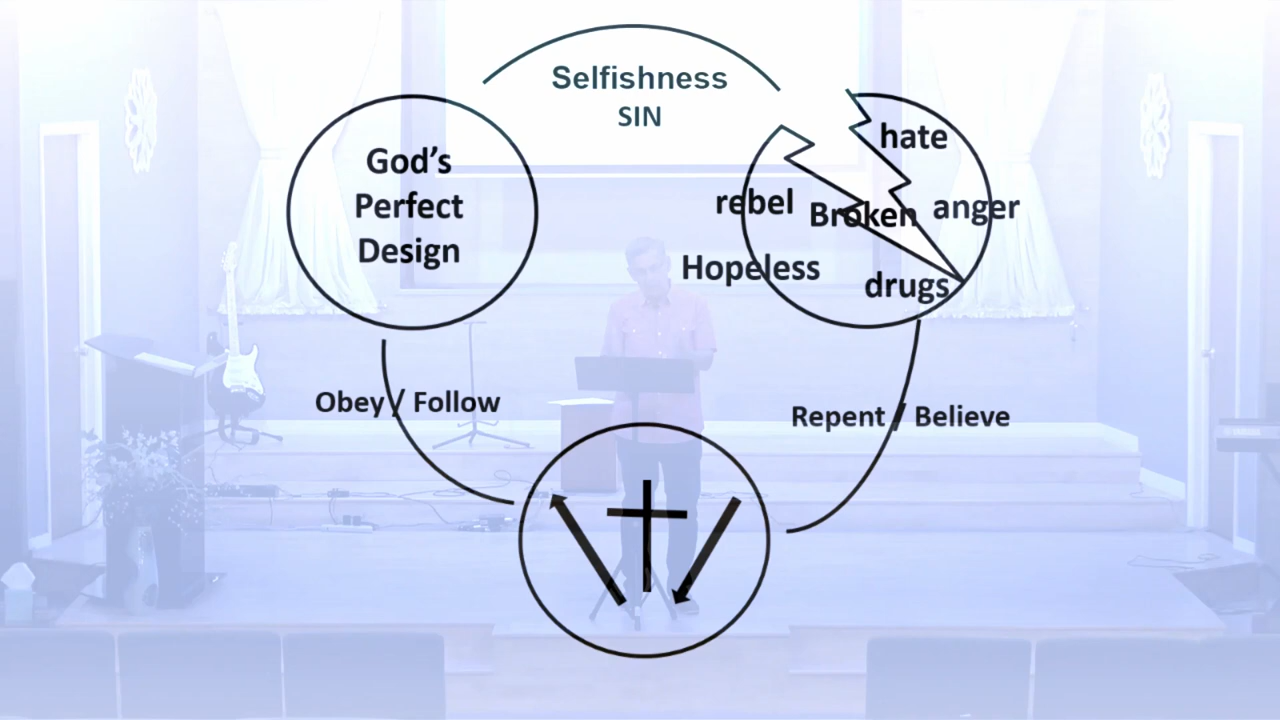 Selfishness
SIN
God's
Perfect
Design
hate
rebel
Broken
anger
Hopeless
drugs
Obey / Follow
Repent / Believe